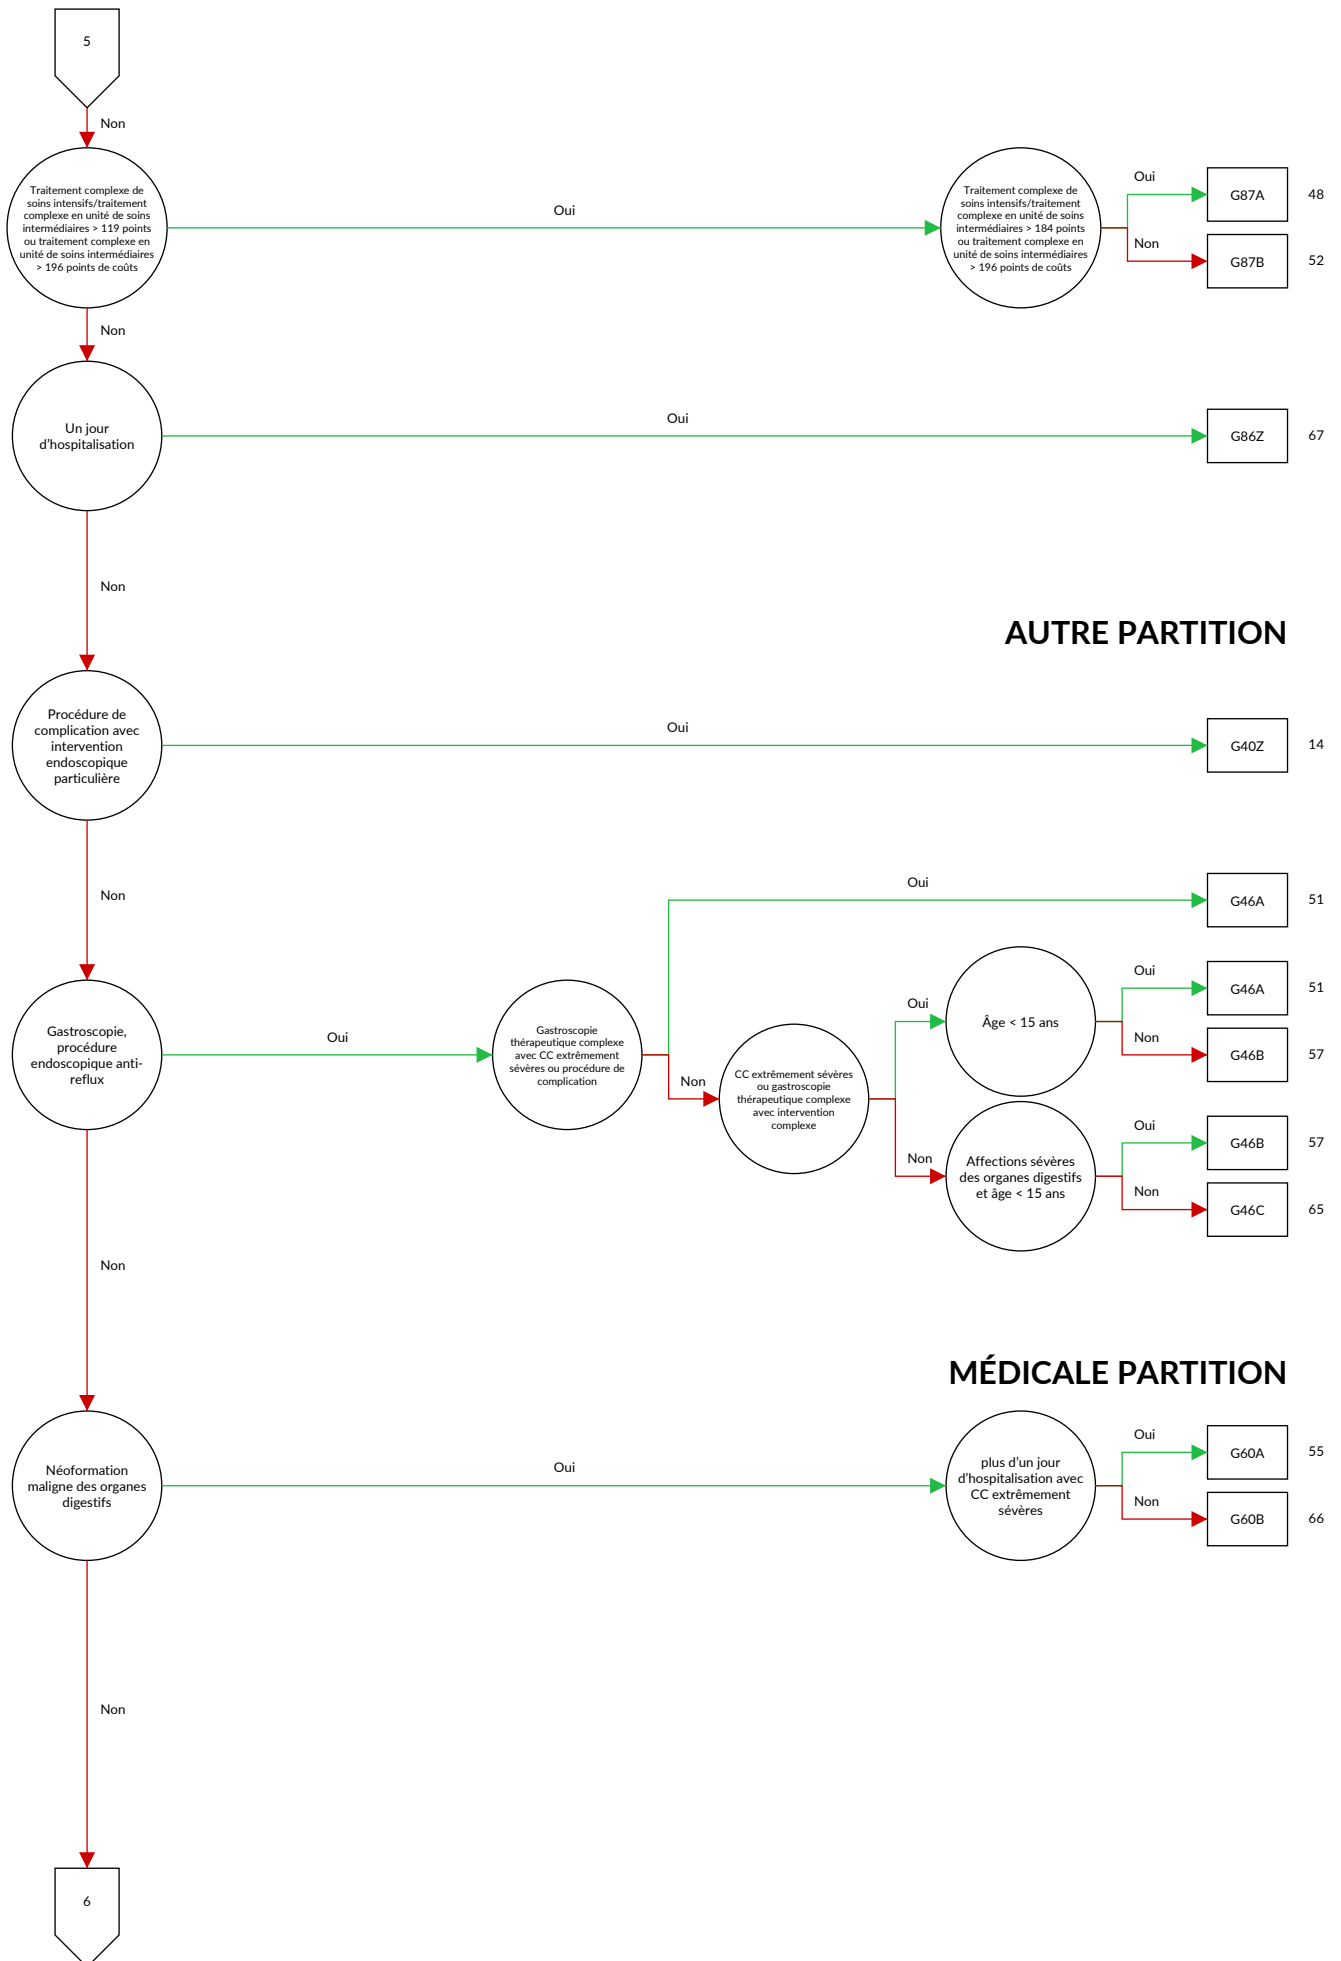 5
Non
Traitement complexe de
soins intensifs/traitement
complexe en unité de soins
intermédiaires > 119 points
ou traitement complexe en
unité de soins intermédiaires
> 196 points de coûts
Oui
Traitement complexe de
soins intensifs/traitement
complexe en unité de soins
intermédiaires > 184 points
ou traitement complexe en
unité de soins intermédiaires
> 196 points de coûts
Oui
G87A
48
Non
G87B
52
Non
Un jour
d'hospitalisation
Oui
G86Z
67
Non
AUTRE PARTITION
Procédure de
complication avec
intervention
endoscopique
particulière
Oui
G40Z
14
Non
Gastroscopie,
procédure
endoscopique anti-
reflux
Oui
Gastroscopie
thérapeutique complexe
avec CC extrêmement
sévères ou procédure de
complication
Oui
G46A
51
Non
CC extrêmement sévères
ou gastroscopie
thérapeutique complexe
avec intervention
complexe
Oui
Âge < 15 ans
Oui
G46A
51
Non
G46B
57
Non
Affections sévères
des organes digestifs
et âge < 15 ans
Oui
G46B
57
Non
G46C
65
Non
MÉDICALE PARTITION
Néoformation
maligne des organes
digestifs
Oui
plus d'un jour
d'hospitalisation avec
CC extrêmement
sévères
Oui
G60A
55
Non
G60B
66
Non
6